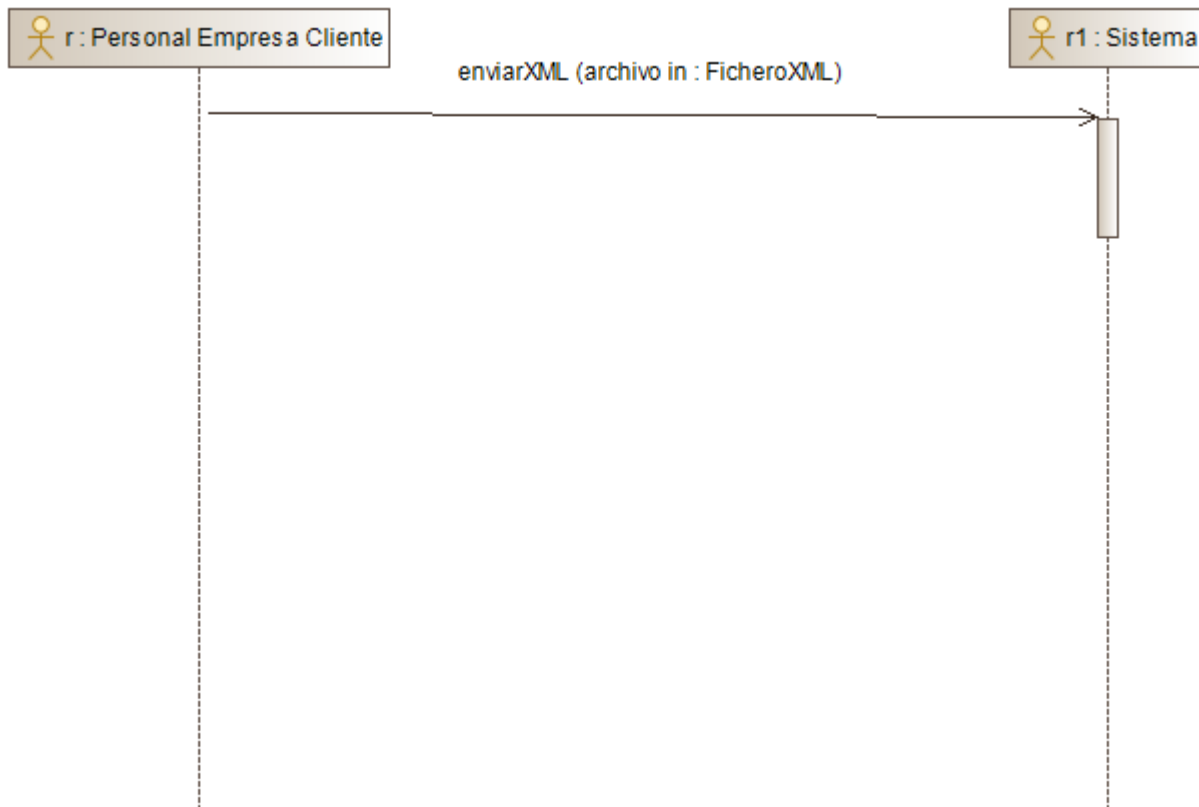 r : Personal Empresa Cliente
r1 : Sistema
enviarXML (archivo in : FicheroXML)